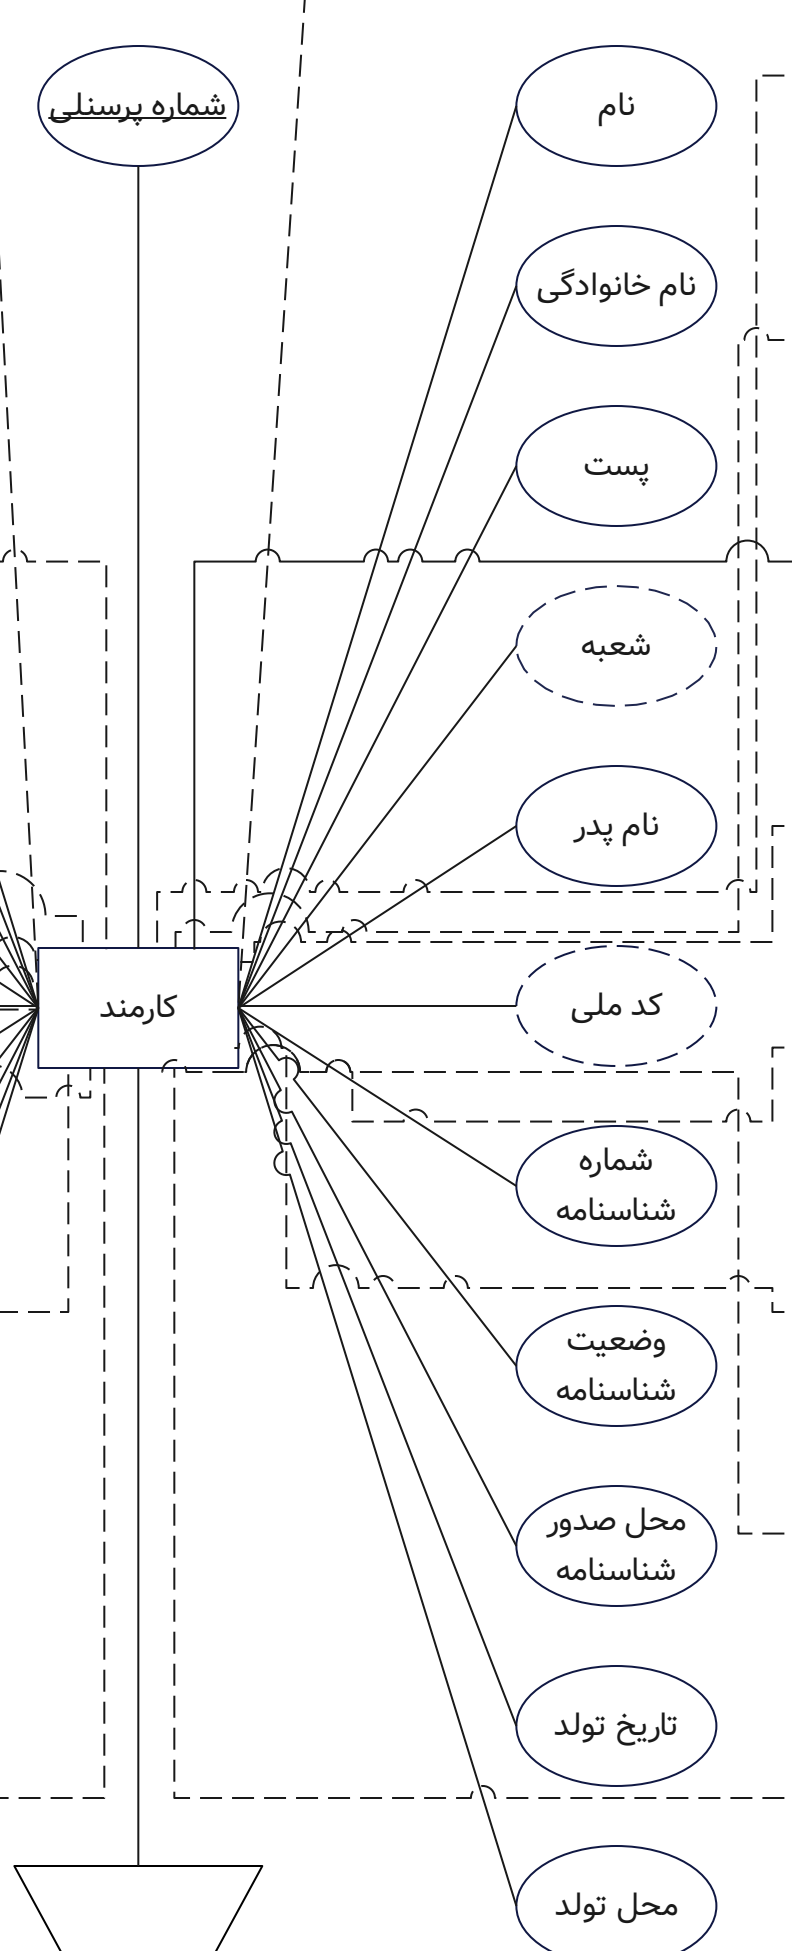 شماره پرسنلی
نام
نام خانوادگی
پست
شعبه
نام پدر
کارمند
کد ملی
شماره
شناسنامه
وضعیت
شناسنامه
محل صدور
شناسنامه
تاریخ تولد
محل تولد